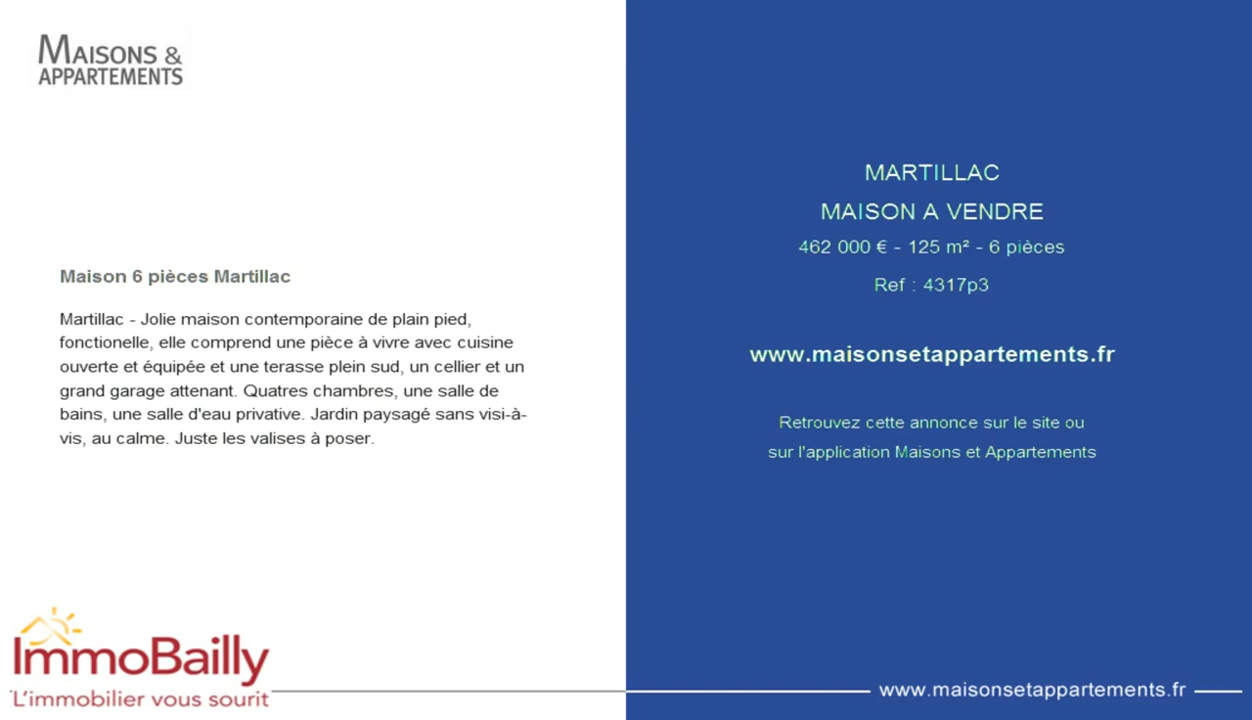 MAISONS &
APPARTEMENTS
Maison 6 pièces Martillac
Martillac - Jolie maison contemporaine de plain pied,
fonctionelle, elle comprend une pièce à vivre avec cuisine
ouverte et équipée et une terasse plein sud, un cellier et un
grand garage attenant. Quatres chambres, une salle de
bains, une salle d'eau privative. Jardin paysagé sans visi-à-
vis, au calme. Juste les valises à poser.
ImmoBailly
L'immobilier vous sourit
MARTILLAC
MAISON A VENDRE
462 000 € - 125 m² - 6 pièces
Ref : 4317p3
www.maisonsetappartements.fr
Retrouvez cette annonce sur le site ou
sur l'application Maisons et Appartements
www.maisonsetappartements.fr